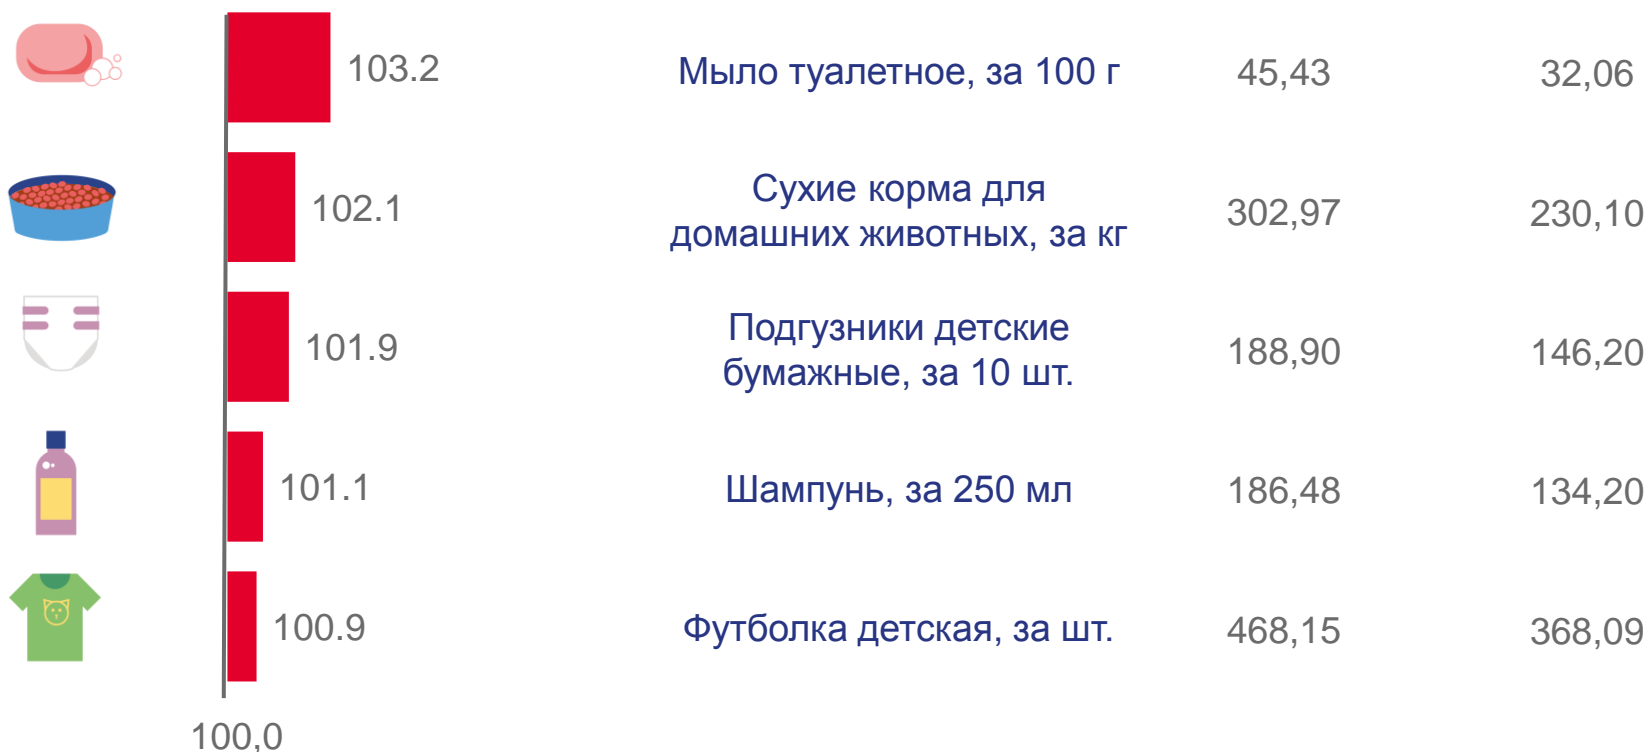 103.2 Мыло туалетное, за 100 г 45,43 32,06
102.1 Сухие корма для
домашних животных, за кг 302,97 230,10
101.9 Подгузники детские
бумажные, за 10 шт. 188,90 146,20
101.1 Шампунь, за 250 мл 186,48 134,20
100.9 Футболка детская, за шт. 468,15 368,09
100,0